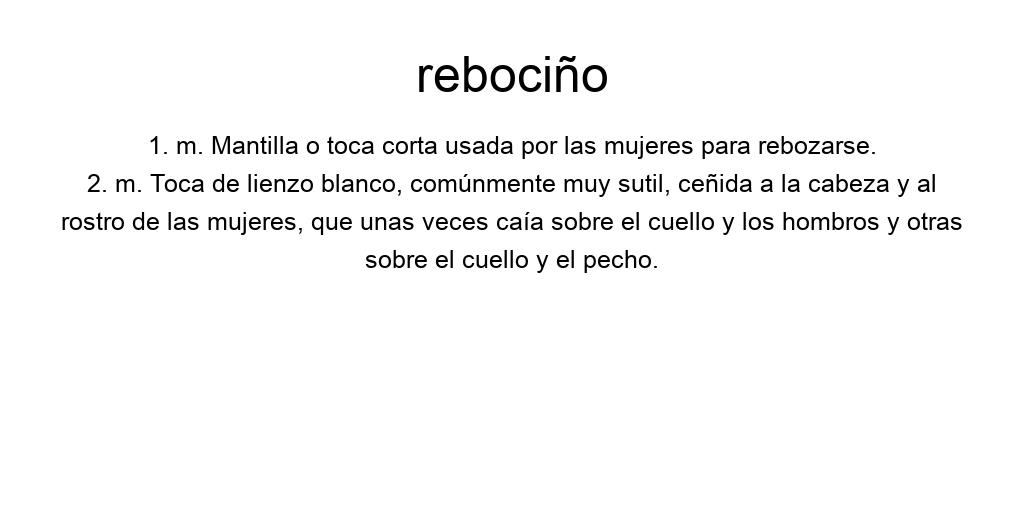 rebociño
1. m. Mantilla o toca corta usada por las mujeres para rebozarse.
2. m. Toca de lienzo blanco, comúnmente muy sutil, ceñida a la cabeza y al
rostro de las mujeres, que unas veces caía sobre el cuello y los hombros y otras
sobre el cuello y el pecho.